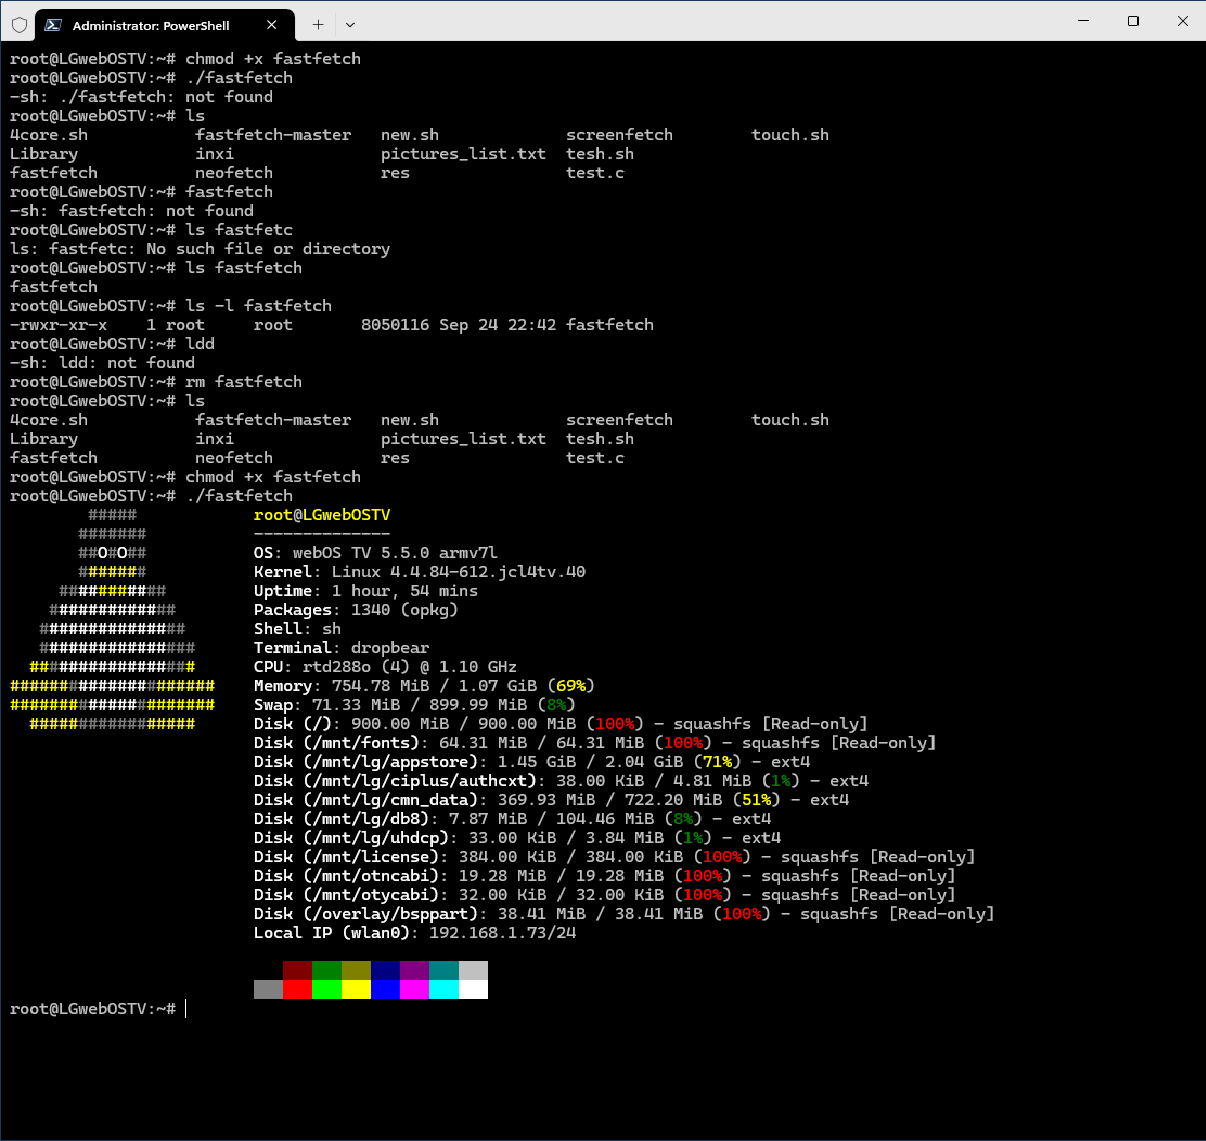 Administrator: PowerShell
root@LGwebOSTV:~# chmod +x fastfetch
root@LGwebOSTV:~# ./fastfetch
-sh: ./fastfetch: not found
root@LGwebOSTV:~# ls
4core.sh           fastfetch-master   new.sh             screenfetch        touch.sh
Library            inxi               pictures_list.txt  tesh.sh
fastfetch          neofetch           res                test.c
root@LGwebOSTV:~# fastfetch
-sh: fastfetch: not found
root@LGwebOSTV:~# ls fastfetc
ls: fastfetc: No such file or directory
root@LGwebOSTV:~# ls fastfetch
fastfetch
root@LGwebOSTV:~# ls -l fastfetch
-rwxr-xr-x    1 root     root       8050116 Sep 24 22:42 fastfetch
root@LGwebOSTV:~# ldd
-sh: ldd: not found
root@LGwebOSTV:~# rm fastfetch
root@LGwebOSTV:~# ls
4core.sh           fastfetch-master   new.sh             screenfetch        touch.sh
Library            inxi               pictures_list.txt  tesh.sh
fastfetch          neofetch           res                test.c
root@LGwebOSTV:~# chmod +x fastfetch
root@LGwebOSTV:~# ./fastfetch
        #####            root@LGwebOSTV
       #######           --------------
       ##O#O##           OS: webOS TV 5.5.0 armv7l
       #######           Kernel: Linux 4.4.84-612.jcl4tv.40
     ###########         Uptime: 1 hour, 54 mins
    #############        Packages: 1340 (opkg)
   ###############       Shell: sh
   ################      Terminal: dropbear
  #################      CPU: rtd288o (4) @ 1.10 GHz
#####################    Memory: 754.78 MiB / 1.07 GiB (69%)
#####################    Swap: 71.33 MiB / 899.99 MiB (8%)
  #################      Disk (/): 900.00 MiB / 900.00 MiB (100%) - squashfs [Read-only]
Disk (/mnt/fonts): 64.31 MiB / 64.31 MiB (100%) - squashfs [Read-only]
Disk (/mnt/lg/appstore): 1.45 GiB / 2.04 GiB (71%) - ext4
Disk (/mnt/lg/ciplus/authcxt): 38.00 KiB / 4.81 MiB (1%) - ext4
Disk (/mnt/lg/cmn_data): 369.93 MiB / 722.20 MiB (51%) - ext4
Disk (/mnt/lg/db8): 7.87 MiB / 104.46 MiB (8%) - ext4
Disk (/mnt/lg/uhdcp): 33.00 KiB / 3.84 MiB (1%) - ext4
Disk (/mnt/license): 384.00 KiB / 384.00 KiB (100%) - squashfs [Read-only]
Disk (/mnt/otncabi): 19.28 MiB / 19.28 MiB (100%) - squashfs [Read-only]
Disk (/mnt/otycabi): 32.00 KiB / 32.00 KiB (100%) - squashfs [Read-only]
Disk (/overlay/bsppart): 38.41 MiB / 38.41 MiB (100%) - squashfs [Read-only]
Local IP (wlan0): 192.168.1.73/24
root@LGwebOSTV:~#